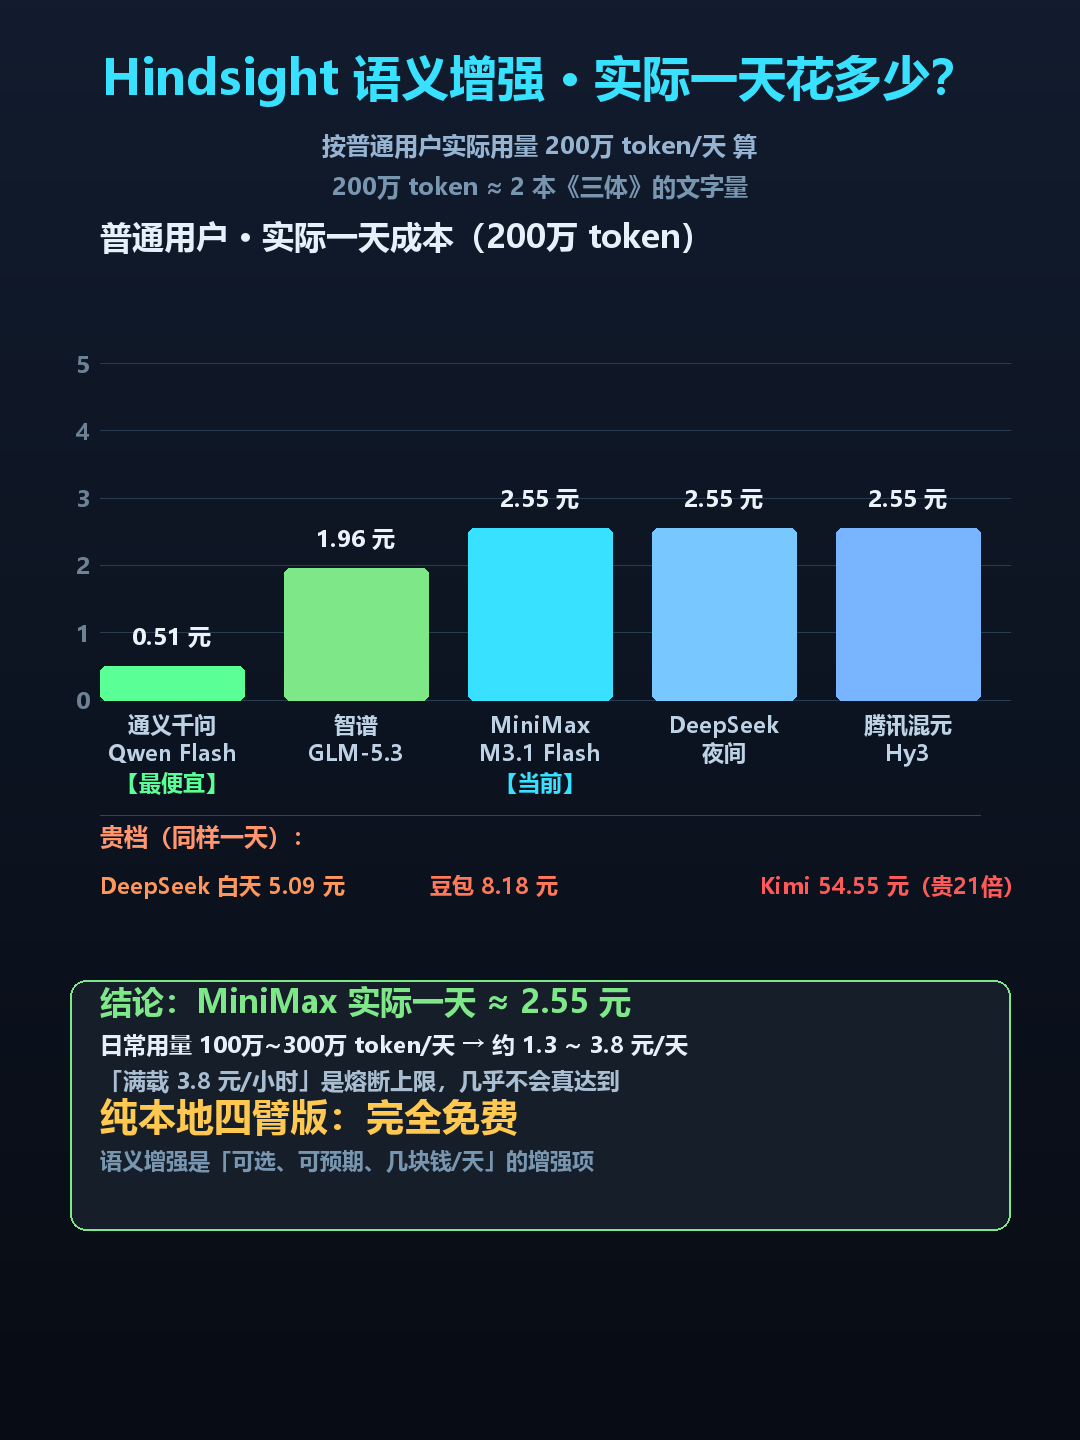 Hindsight 语义增强 · 实际一天花多少?
按普通用户实际用量 200万 token/天 算
200万 token ≈ 2 本《三体》的文字量
普通用户 · 实际一天成本（200万 token）
5
4
3
2
1
0
0.51 元
1.96 元
2.55 元
2.55 元
2.55 元
通义千问
Qwen Flash
【最便宜】
智谱
GLM-5.3
MiniMax
M3.1 Flash
【当前】
DeepSeek
夜间
腾讯混元
Hy3
贵档（同样一天）：
DeepSeek 白天 5.09 元
豆包 8.18 元
Kimi 54.55 元（贵21倍）
结论：MiniMax 实际一天 ≈ 2.55 元
日常用量 100万~300万 token/天 → 约 1.3 ~ 3.8 元/天
「满载 3.8 元/小时」是熔断上限，几乎不会真达到
纯本地四臂版：完全免费
语义增强是「可选、可预期、几块钱/天」的增强项